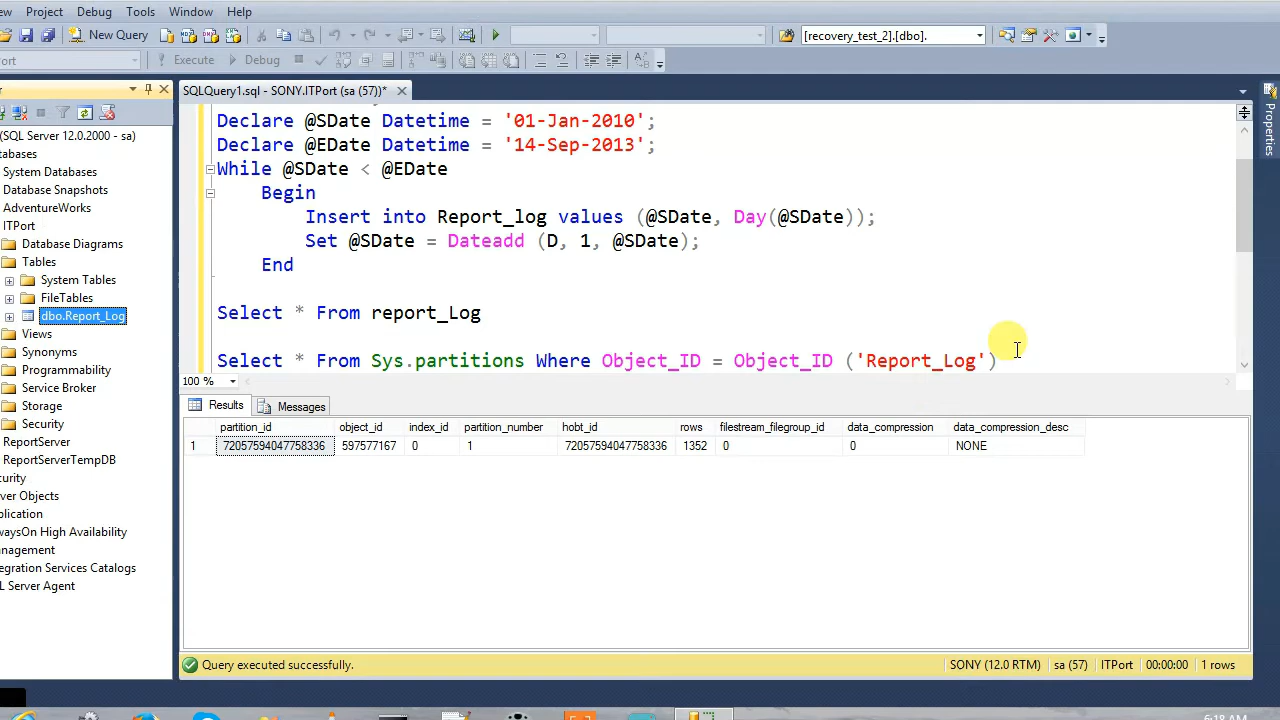 ew Project Debug Tools Window Help
New Query [recovery_test_2].[dbo].
ort Execute Debug
r SQLQuery1.sql - SONY.ITPort (sa (57))*
(SQL Server 12.0.2000 - sa)
tabases
System Databases
Database Snapshots
AdventureWorks
ITPort
Database Diagrams
Tables
System Tables
FileTables
dbo.Report_Log
Views
Synonyms
Programmability
Service Broker
Storage
Security
ReportServer
ReportServerTempDB
curity
ver Objects
plication
waysOn High Availability
anagement
egration Services Catalogs
L Server Agent
Declare @SDate Datetime = '01-Jan-2010';
Declare @EDate Datetime = '14-Sep-2013';
While @SDate < @EDate
Begin
Insert into Report_log values (@SDate, Day(@SDate));
Set @SDate = Dateadd (D, 1, @SDate);
End
Select * From report_Log
Select * From Sys.partitions Where Object_ID = Object_ID ('Report_Log')
100 %
Results Messages
partition_id object_id index_id partition_number hobt_id rows filestream_filegroup_id data_compression data_compression_desc
1 72057594047758336 597577167 0 1 72057594047758336 1352 0 0 NONE
Query executed successfully. SONY (12.0 RTM) sa (57) ITPort 00:00:00 1 rows
Properties
6:18 AM